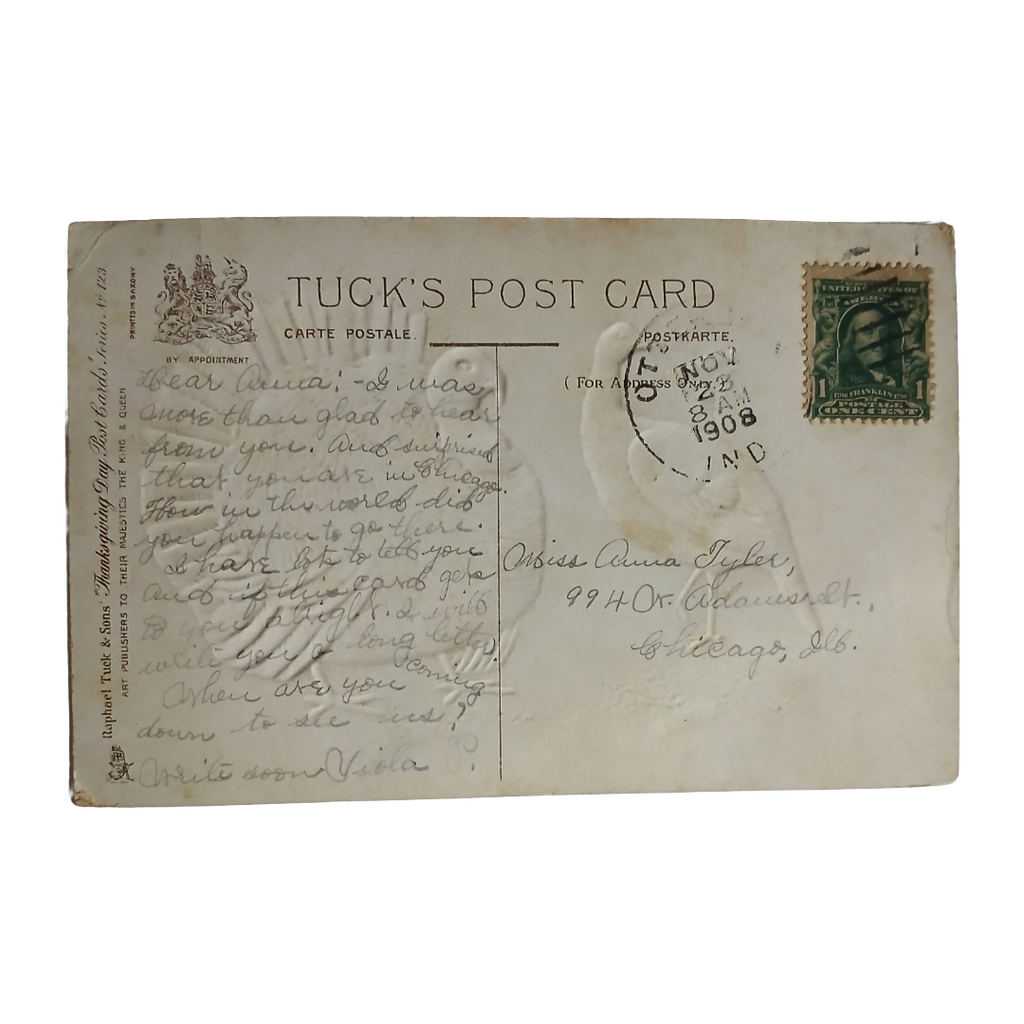 TUCK'S POST CARD
CARTE POSTALE.
POSTKARTE.
BY APPOINTMENT
(FOR ADDRESS ONLY.)
Raphael Tuck & Sons' "Thanksgiving Day Post Cards" Series Nº 123
ART PUBLISHERS TO THEIR MAJESTIES THE KING & QUEEN
PRINTED IN SAXONY
Dear Anna:- I was
more than glad to hear
from you. And surprised
that you are in Chicago.
How in the world did
you happen to go there.
I have lots to tell you
and if this card gets
to you alright. I will
write you a long letter.
When are you coming
down to see us?
Write soon Viola P.
Miss Anna Tyler,
994 W. Adams St.,
Chicago, Ill.
NOV
28
8 AM
1908
IND
UNITED STATES OF
AMERICA
FRANKLIN
1 POSTAGE 1
ONE CENT